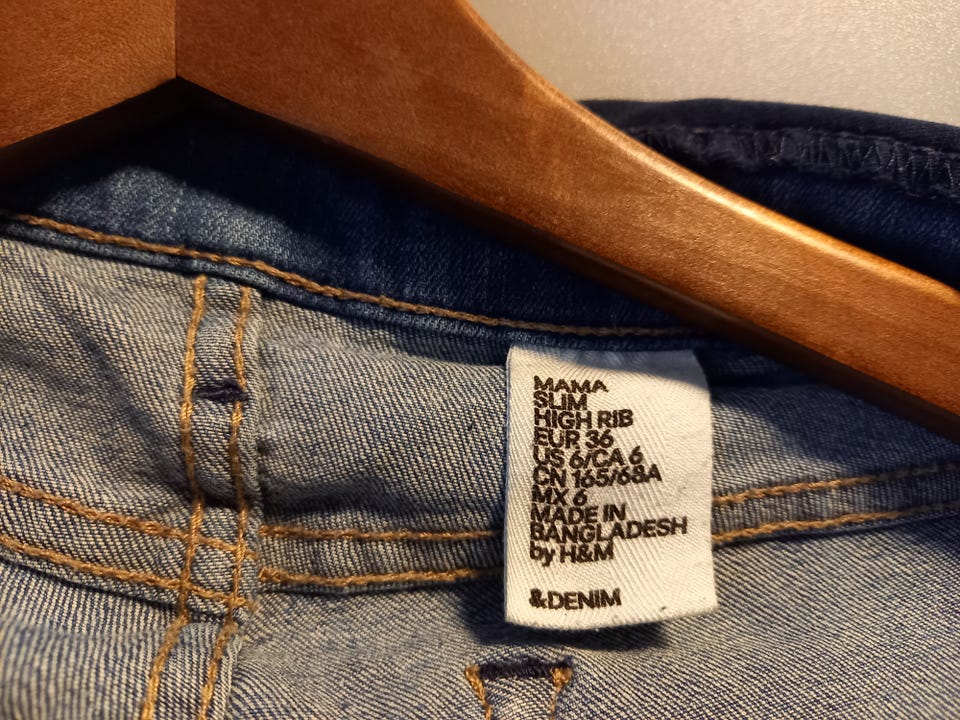 MAMA
SLIM
HIGH RIB
EUR 36
US 6/CA 6
CN 165/68A
MX 6
MADE IN
BANGLADESH
by H&M
&DENIM